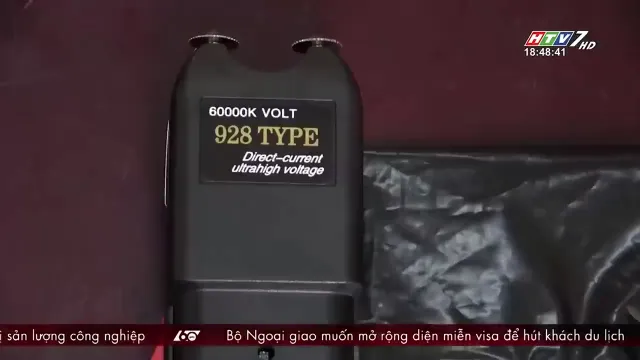 HTV7 HD
18:48:41
60000K VOLT
928 TYPE
Direct-current
ultrahigh voltage
sản lượng công nghiệp
60 Bộ Ngoại giao muốn mở rộng diện miễn visa để hút khách du lịch